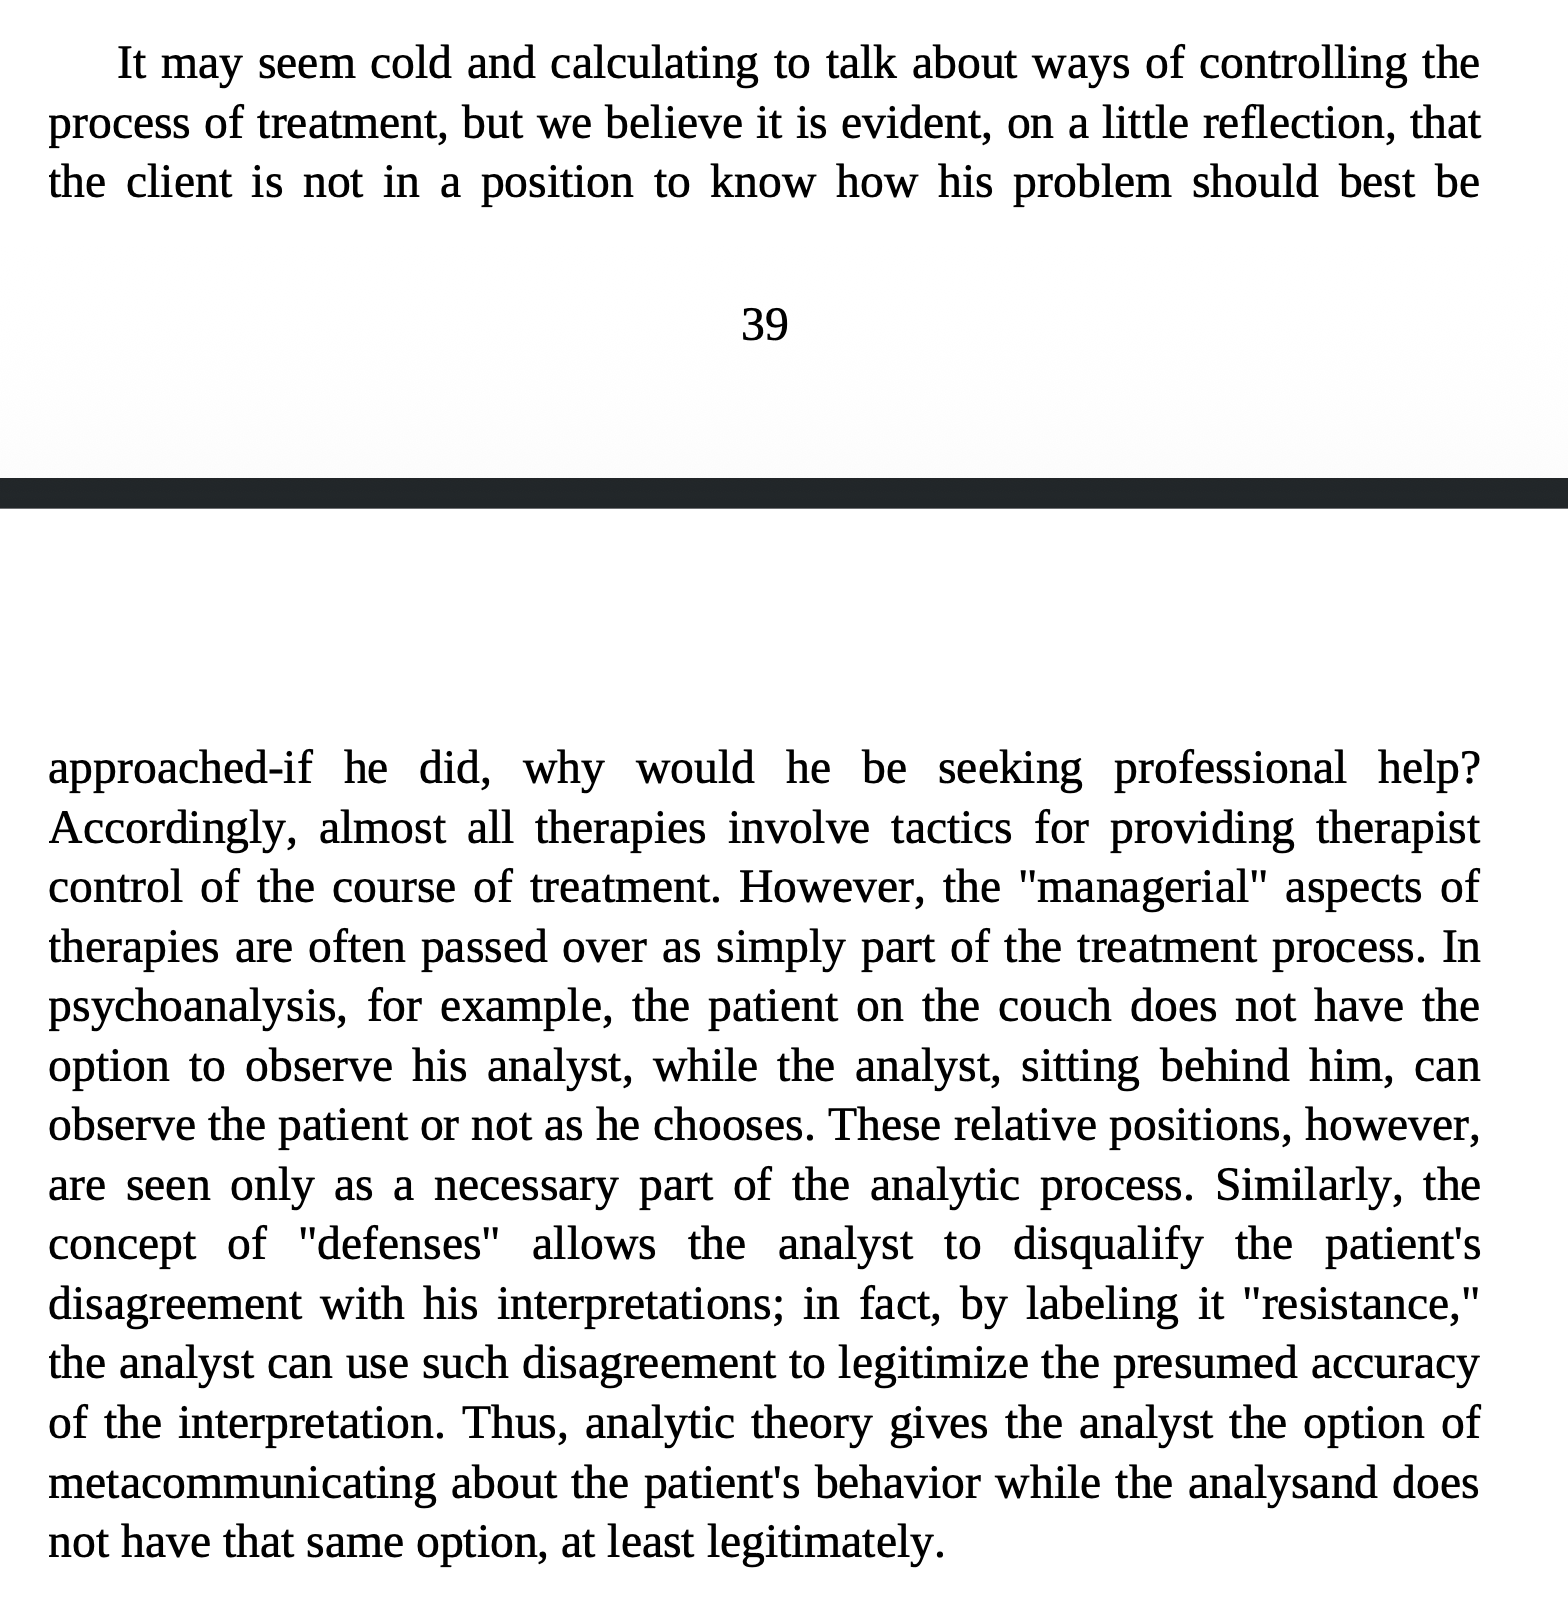 It may seem cold and calculating to talk about ways of controlling the
process of treatment, but we believe it is evident, on a little reflection, that
the client is not in a position to know how his problem should best be
39
approached-if he did, why would he be seeking professional help?
Accordingly, almost all therapies involve tactics for providing therapist
control of the course of treatment. However, the "managerial" aspects of
therapies are often passed over as simply part of the treatment process. In
psychoanalysis, for example, the patient on the couch does not have the
option to observe his analyst, while the analyst, sitting behind him, can
observe the patient or not as he chooses. These relative positions, however,
are seen only as a necessary part of the analytic process. Similarly, the
concept of "defenses" allows the analyst to disqualify the patient's
disagreement with his interpretations; in fact, by labeling it "resistance,"
the analyst can use such disagreement to legitimize the presumed accuracy
of the interpretation. Thus, analytic theory gives the analyst the option of
metacommunicating about the patient's behavior while the analysand does
not have that same option, at least legitimately.